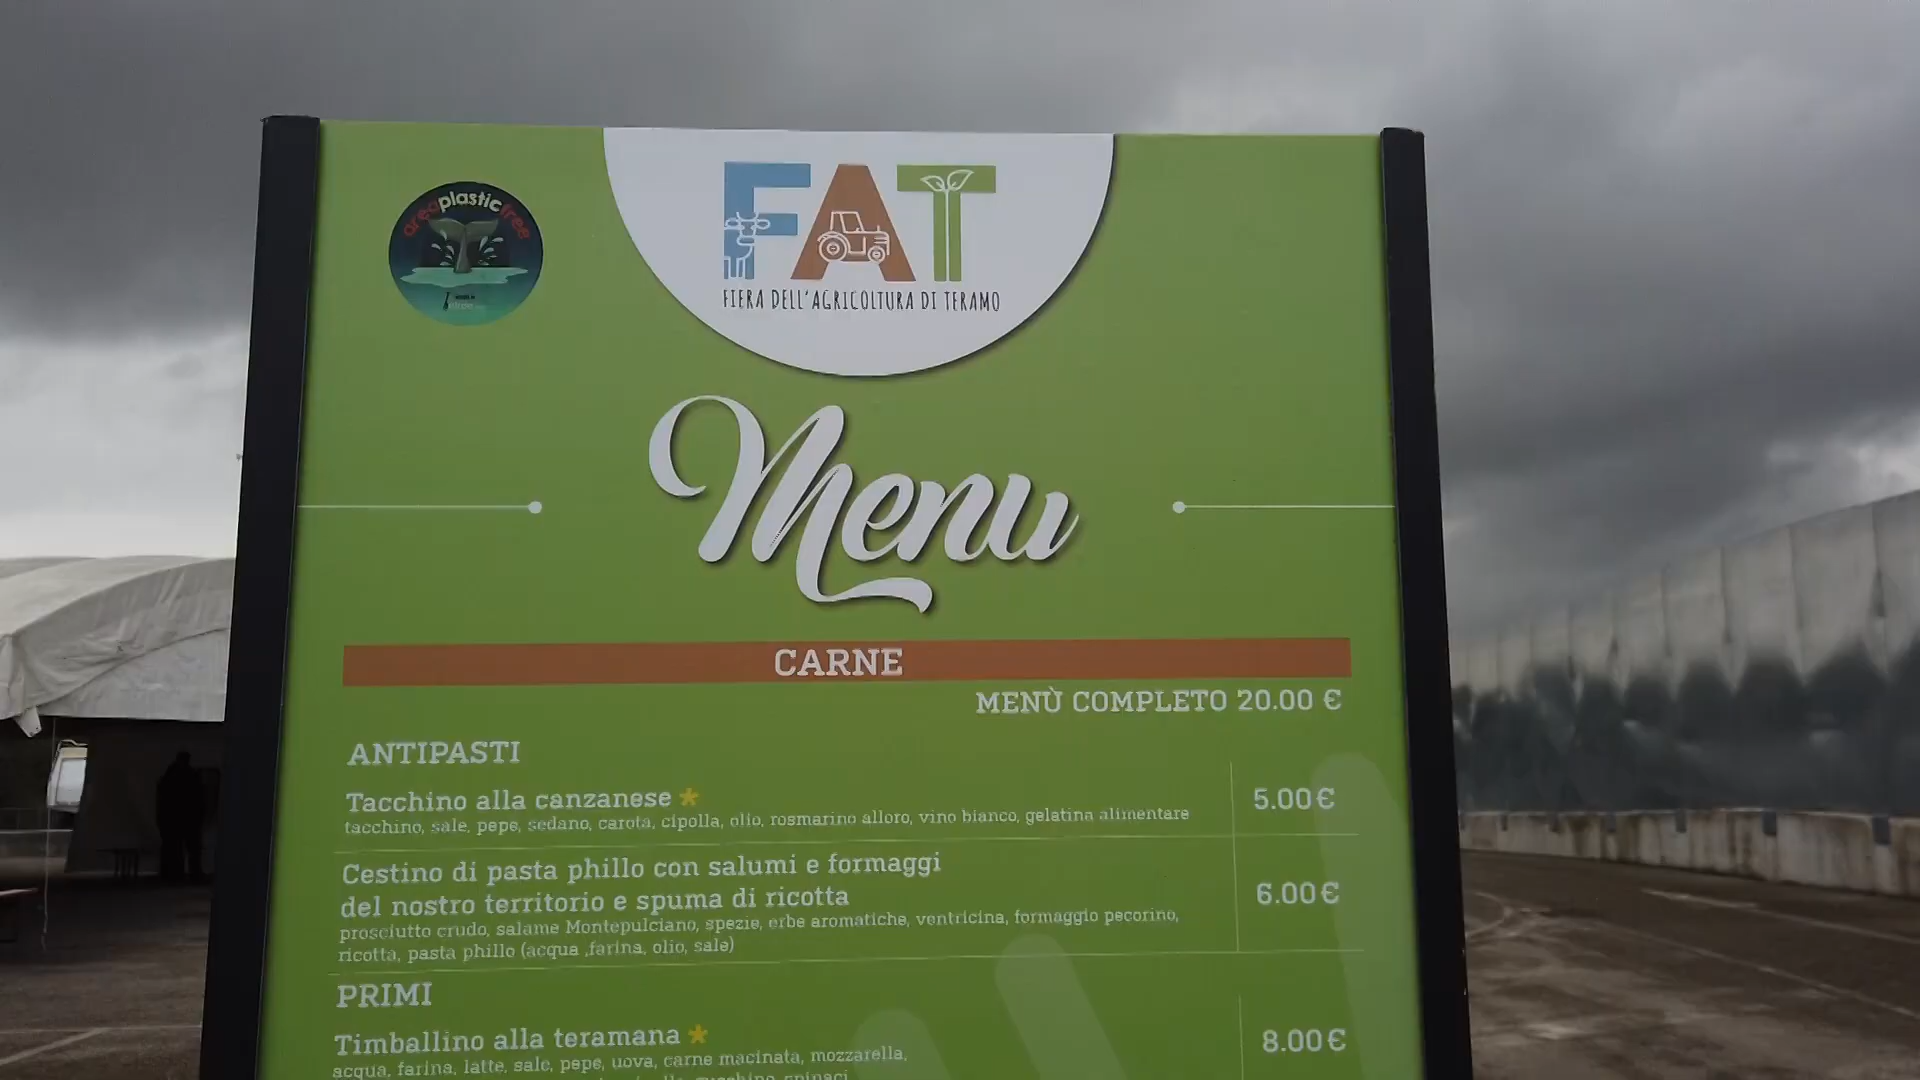 areaplasticfree
FAT
FIERA DELL'AGRICOLTURA DI TERAMO
Menu
CARNE
MENÙ COMPLETO 20.00 €
ANTIPASTI
Tacchino alla canzanese * 5.00€
tacchino, sale, pepe, sedano, carota, cipolla, olio, rosmarino alloro, vino bianco, gelatina alimentare
Cestino di pasta phillo con salumi e formaggi
del nostro territorio e spuma di ricotta 6.00€
prosciutto crudo, salame Montepulciano, spezie, erbe aromatiche, ventricina, formaggio pecorino,
ricotta, pasta phillo (acqua ,farina, olio, sale)
PRIMI
Timballino alla teramana * 8.00€
acqua, farina, latte, sale, pepe, uova, carne macinata, mozzarella,
spinaci